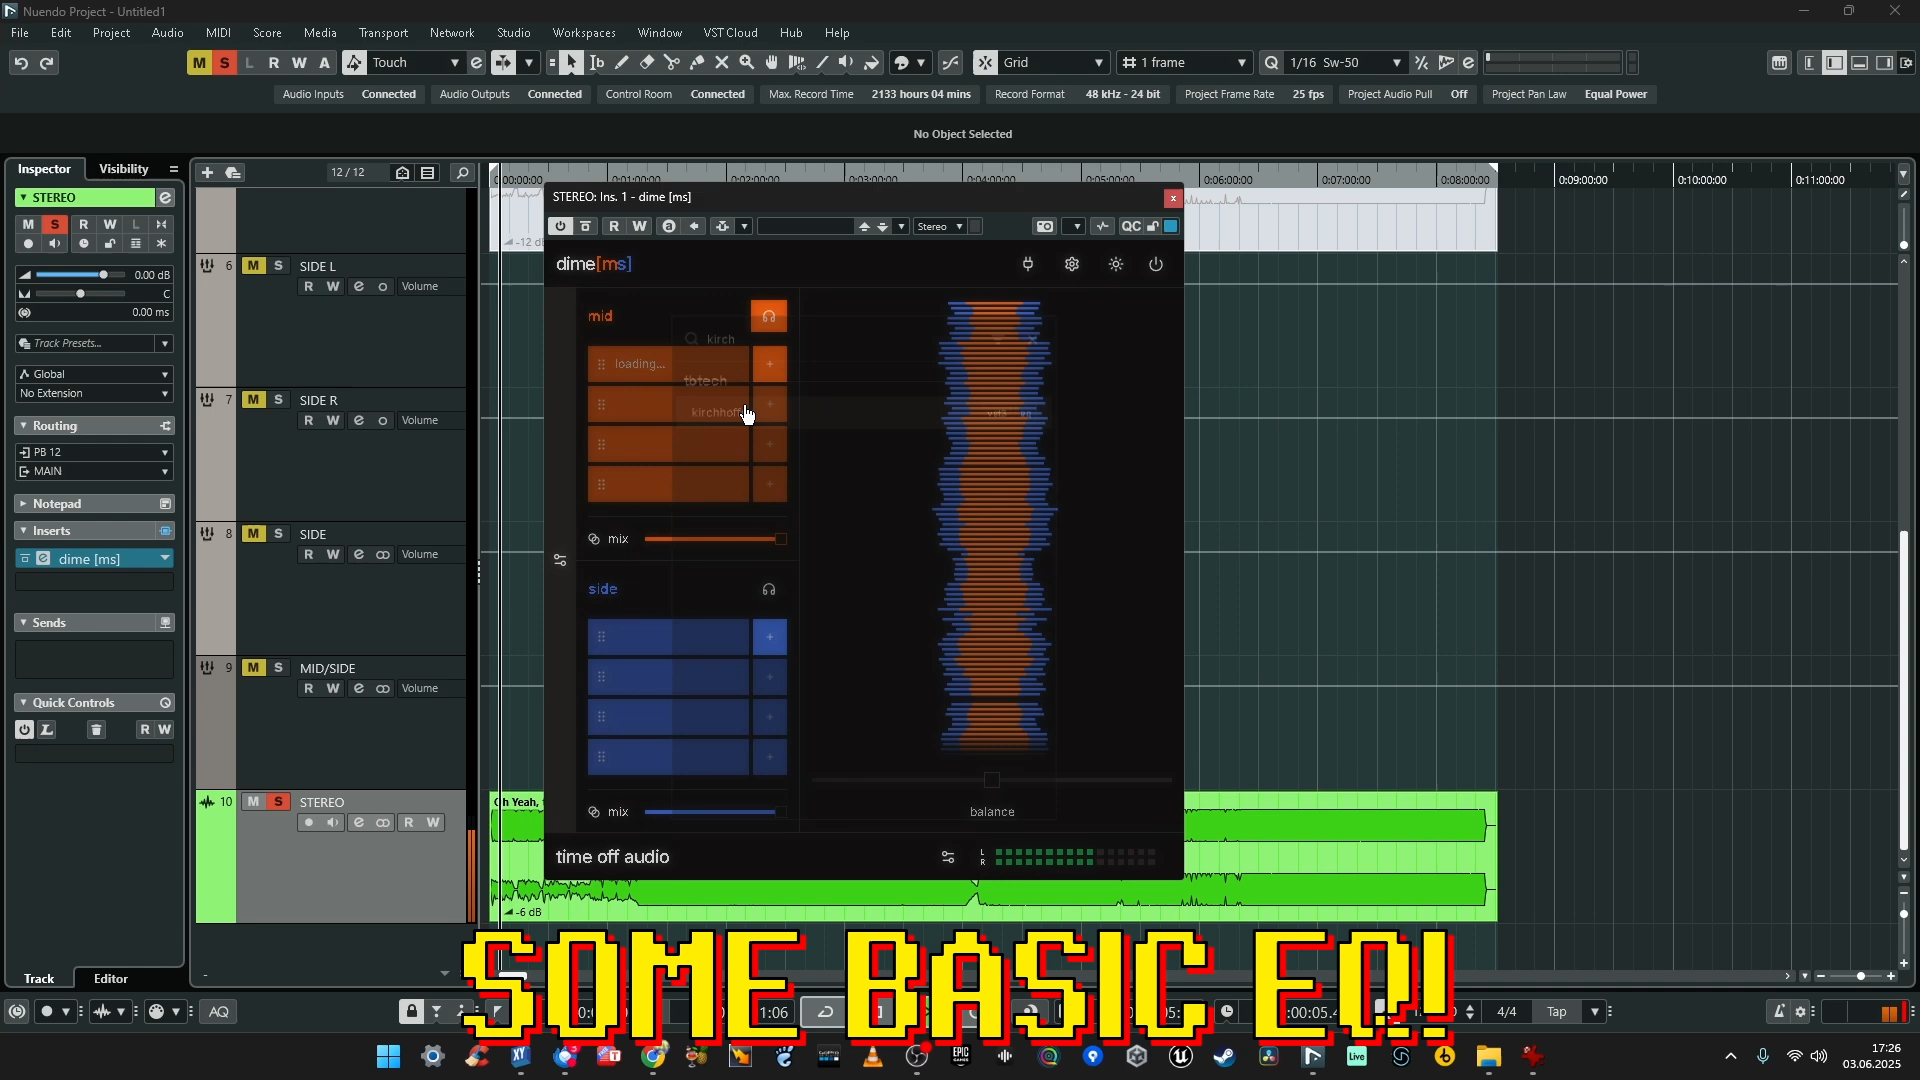 Nuendo Project - Untitled1
File Edit Project Audio MIDI Score Media Transport Network Studio Workspaces Window VST Cloud Hub Help
M S L R W A Touch Grid 1 frame Q 1/16 Sw-50
Audio Inputs Connected Audio Outputs Connected Control Room Connected Max. Record Time 2133 hours 04 mins Record Format 48 kHz - 24 bit Project Frame Rate 25 fps Project Audio Pull Off Project Pan Law Equal Power
No Object Selected
Inspector Visibility
12 / 12
0:00:00:00 0:01:00:00 0:02:00:00 0:03:00:00 0:04:00:00 0:05:00:00 0:06:00:00 0:07:00:00 0:08:00:00 0:09:00:00 0:10:00:00 0:11:00:00
STEREO
M S R W L
0.00 dB
C
0.00 ms
Track Presets...
Global
No Extension
Routing
PB 12
MAIN
Notepad
Inserts
dime [ms]
Sends
Quick Controls
R W
Track Editor
6 M S SIDE L
R W e Volume
7 M S SIDE R
R W e Volume
8 M S SIDE
R W e Volume
9 M S MID/SIDE
R W e Volume
10 M S STEREO
e R W
-12 dB
STEREO: Ins. 1 - dime [ms]
R W Stereo QC
dime[ms]
mid
kirch
loading...
tbtech
kirchhoff
vst3 eq
mix
side
mix
balance
time off audio
L
R
Oh Yeah,
-6 dB
SOME BASIC EQ!
AQ
1:06
4/4 Tap
17:26
03.06.2025